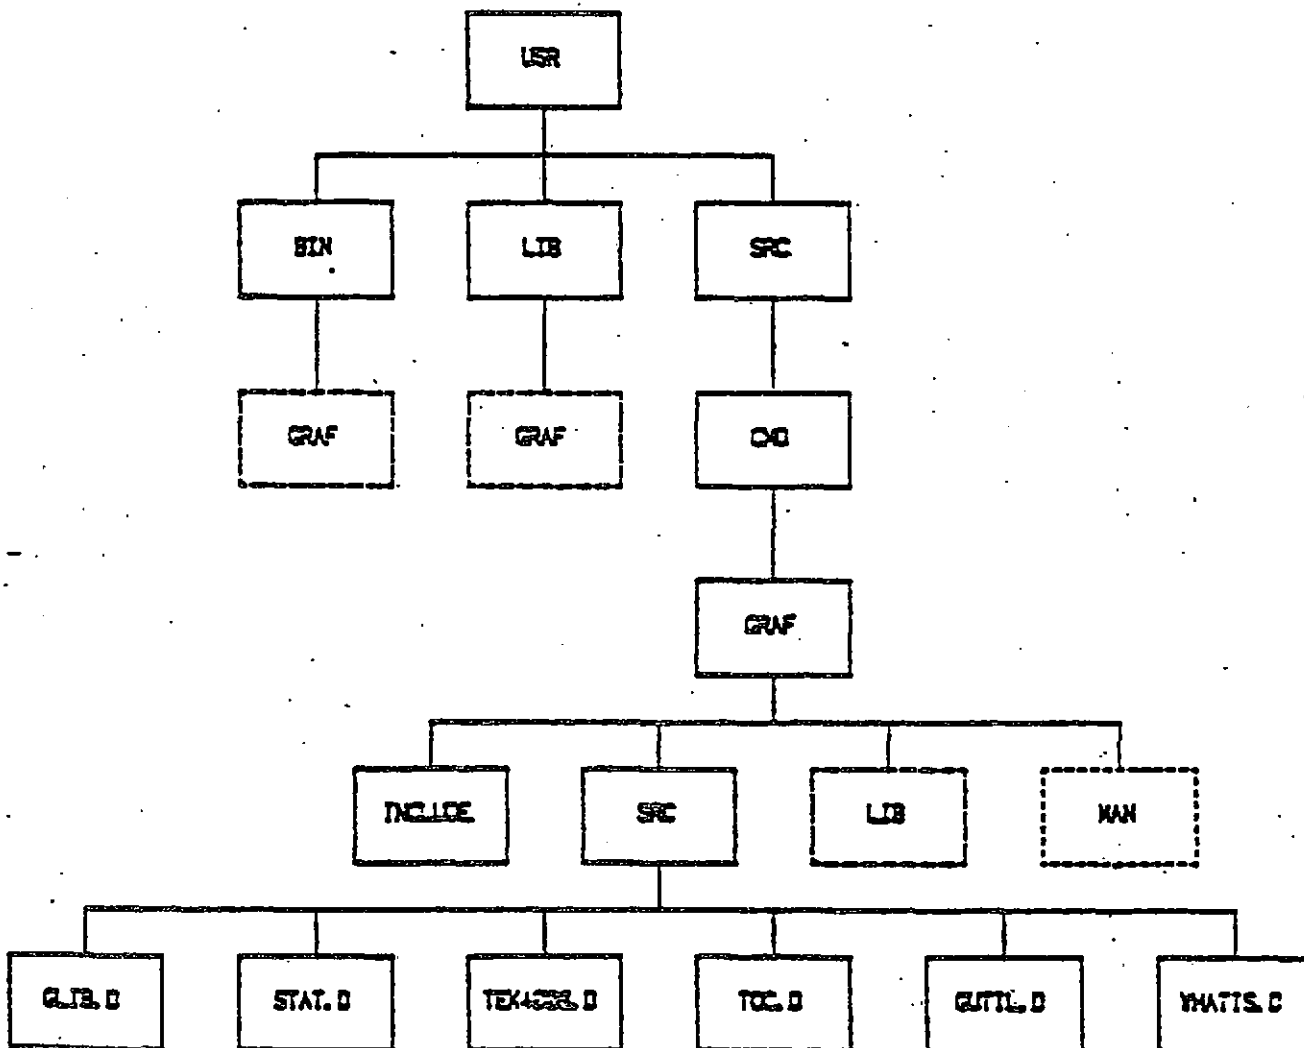 USR
BIN
LIB
SRC
GRAF
GRAF
CMD
GRAF
INCLUDE
SRC
LIB
MAN
GLIB.D
STAT.D
TOC.D
GUTIL.D
WHATIS.D